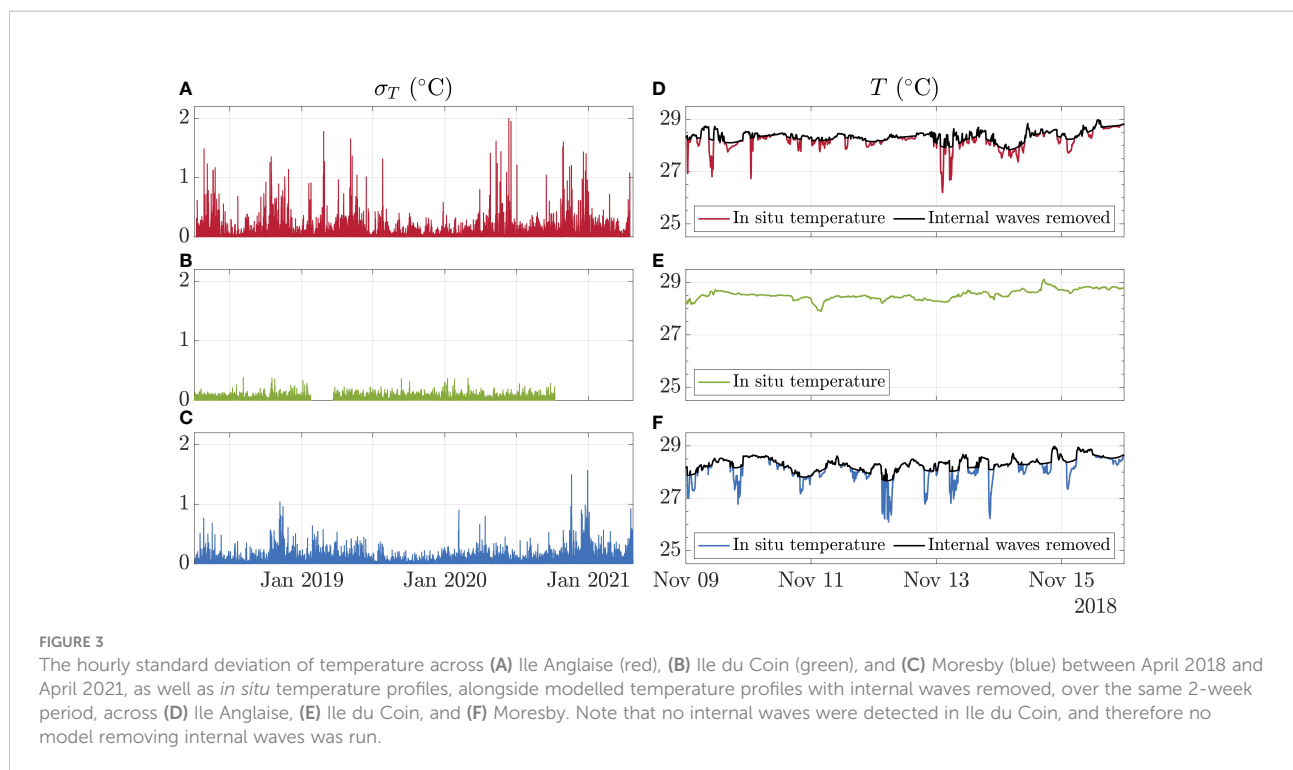 A
σ_T (°C)
2
1
0
B
2
1
0
C
2
1
0
Jan 2019 Jan 2020 Jan 2021
D
T (°C)
29
27
25
In situ temperature Internal waves removed
E
29
27
25
In situ temperature
F
29
27
25
In situ temperature Internal waves removed
Nov 09 Nov 11 Nov 13 Nov 15
2018
FIGURE 3
The hourly standard deviation of temperature across (A) Ile Anglaise (red), (B) Ile du Coin (green), and (C) Moresby (blue) between April 2018 and
April 2021, as well as in situ temperature profiles, alongside modelled temperature profiles with internal waves removed, over the same 2-week
period, across (D) Ile Anglaise, (E) Ile du Coin, and (F) Moresby. Note that no internal waves were detected in Ile du Coin, and therefore no
model removing internal waves was run.